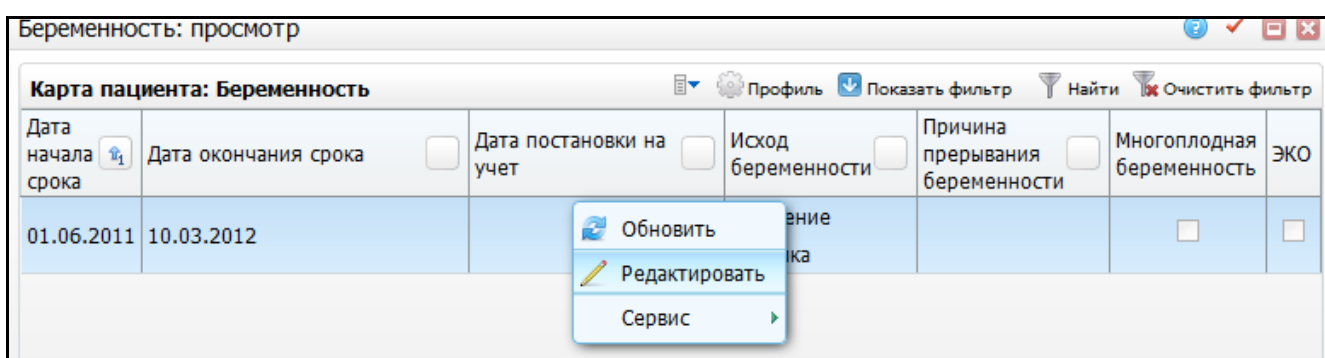 Беременность: просмотр
Карта пациента: Беременность Профиль Показать фильтр Найти Очистить фильтр
Дата начала срока
1
Дата окончания срока
Дата постановки на учет
Исход беременности
Причина прерывания беременности
Многоплодная беременность
ЭКО
01.06.2011 10.03.2012
Обновить
Редактировать
Сервис